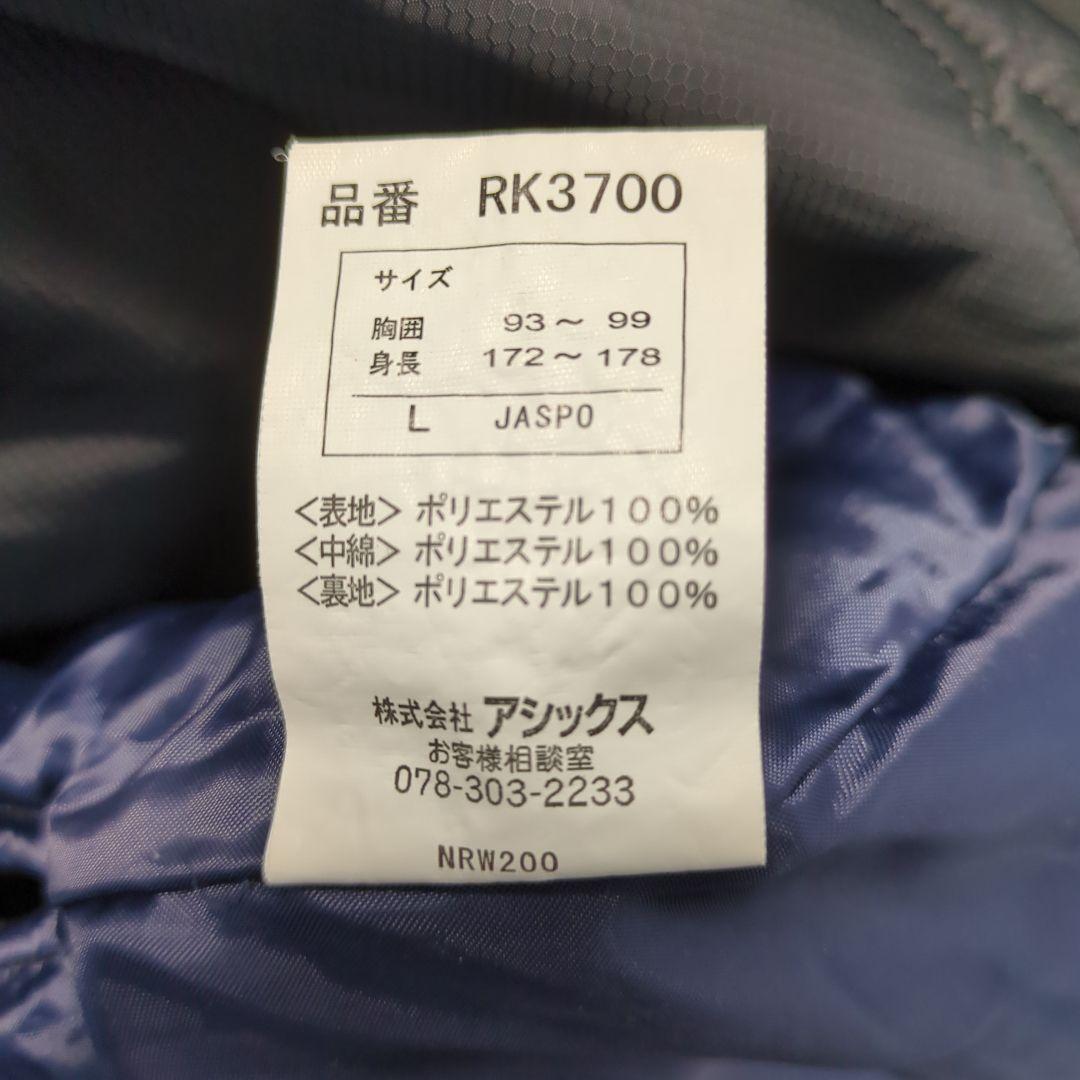 品番 RK3700
サイズ
胸囲 93～ 99
身長 172～178
L JASPO
〈表地〉ポリエステル１００％
〈中綿〉ポリエステル１００％
〈裏地〉ポリエステル１００％
株式会社 アシックス
お客様相談室
078-303-2233
NRW200